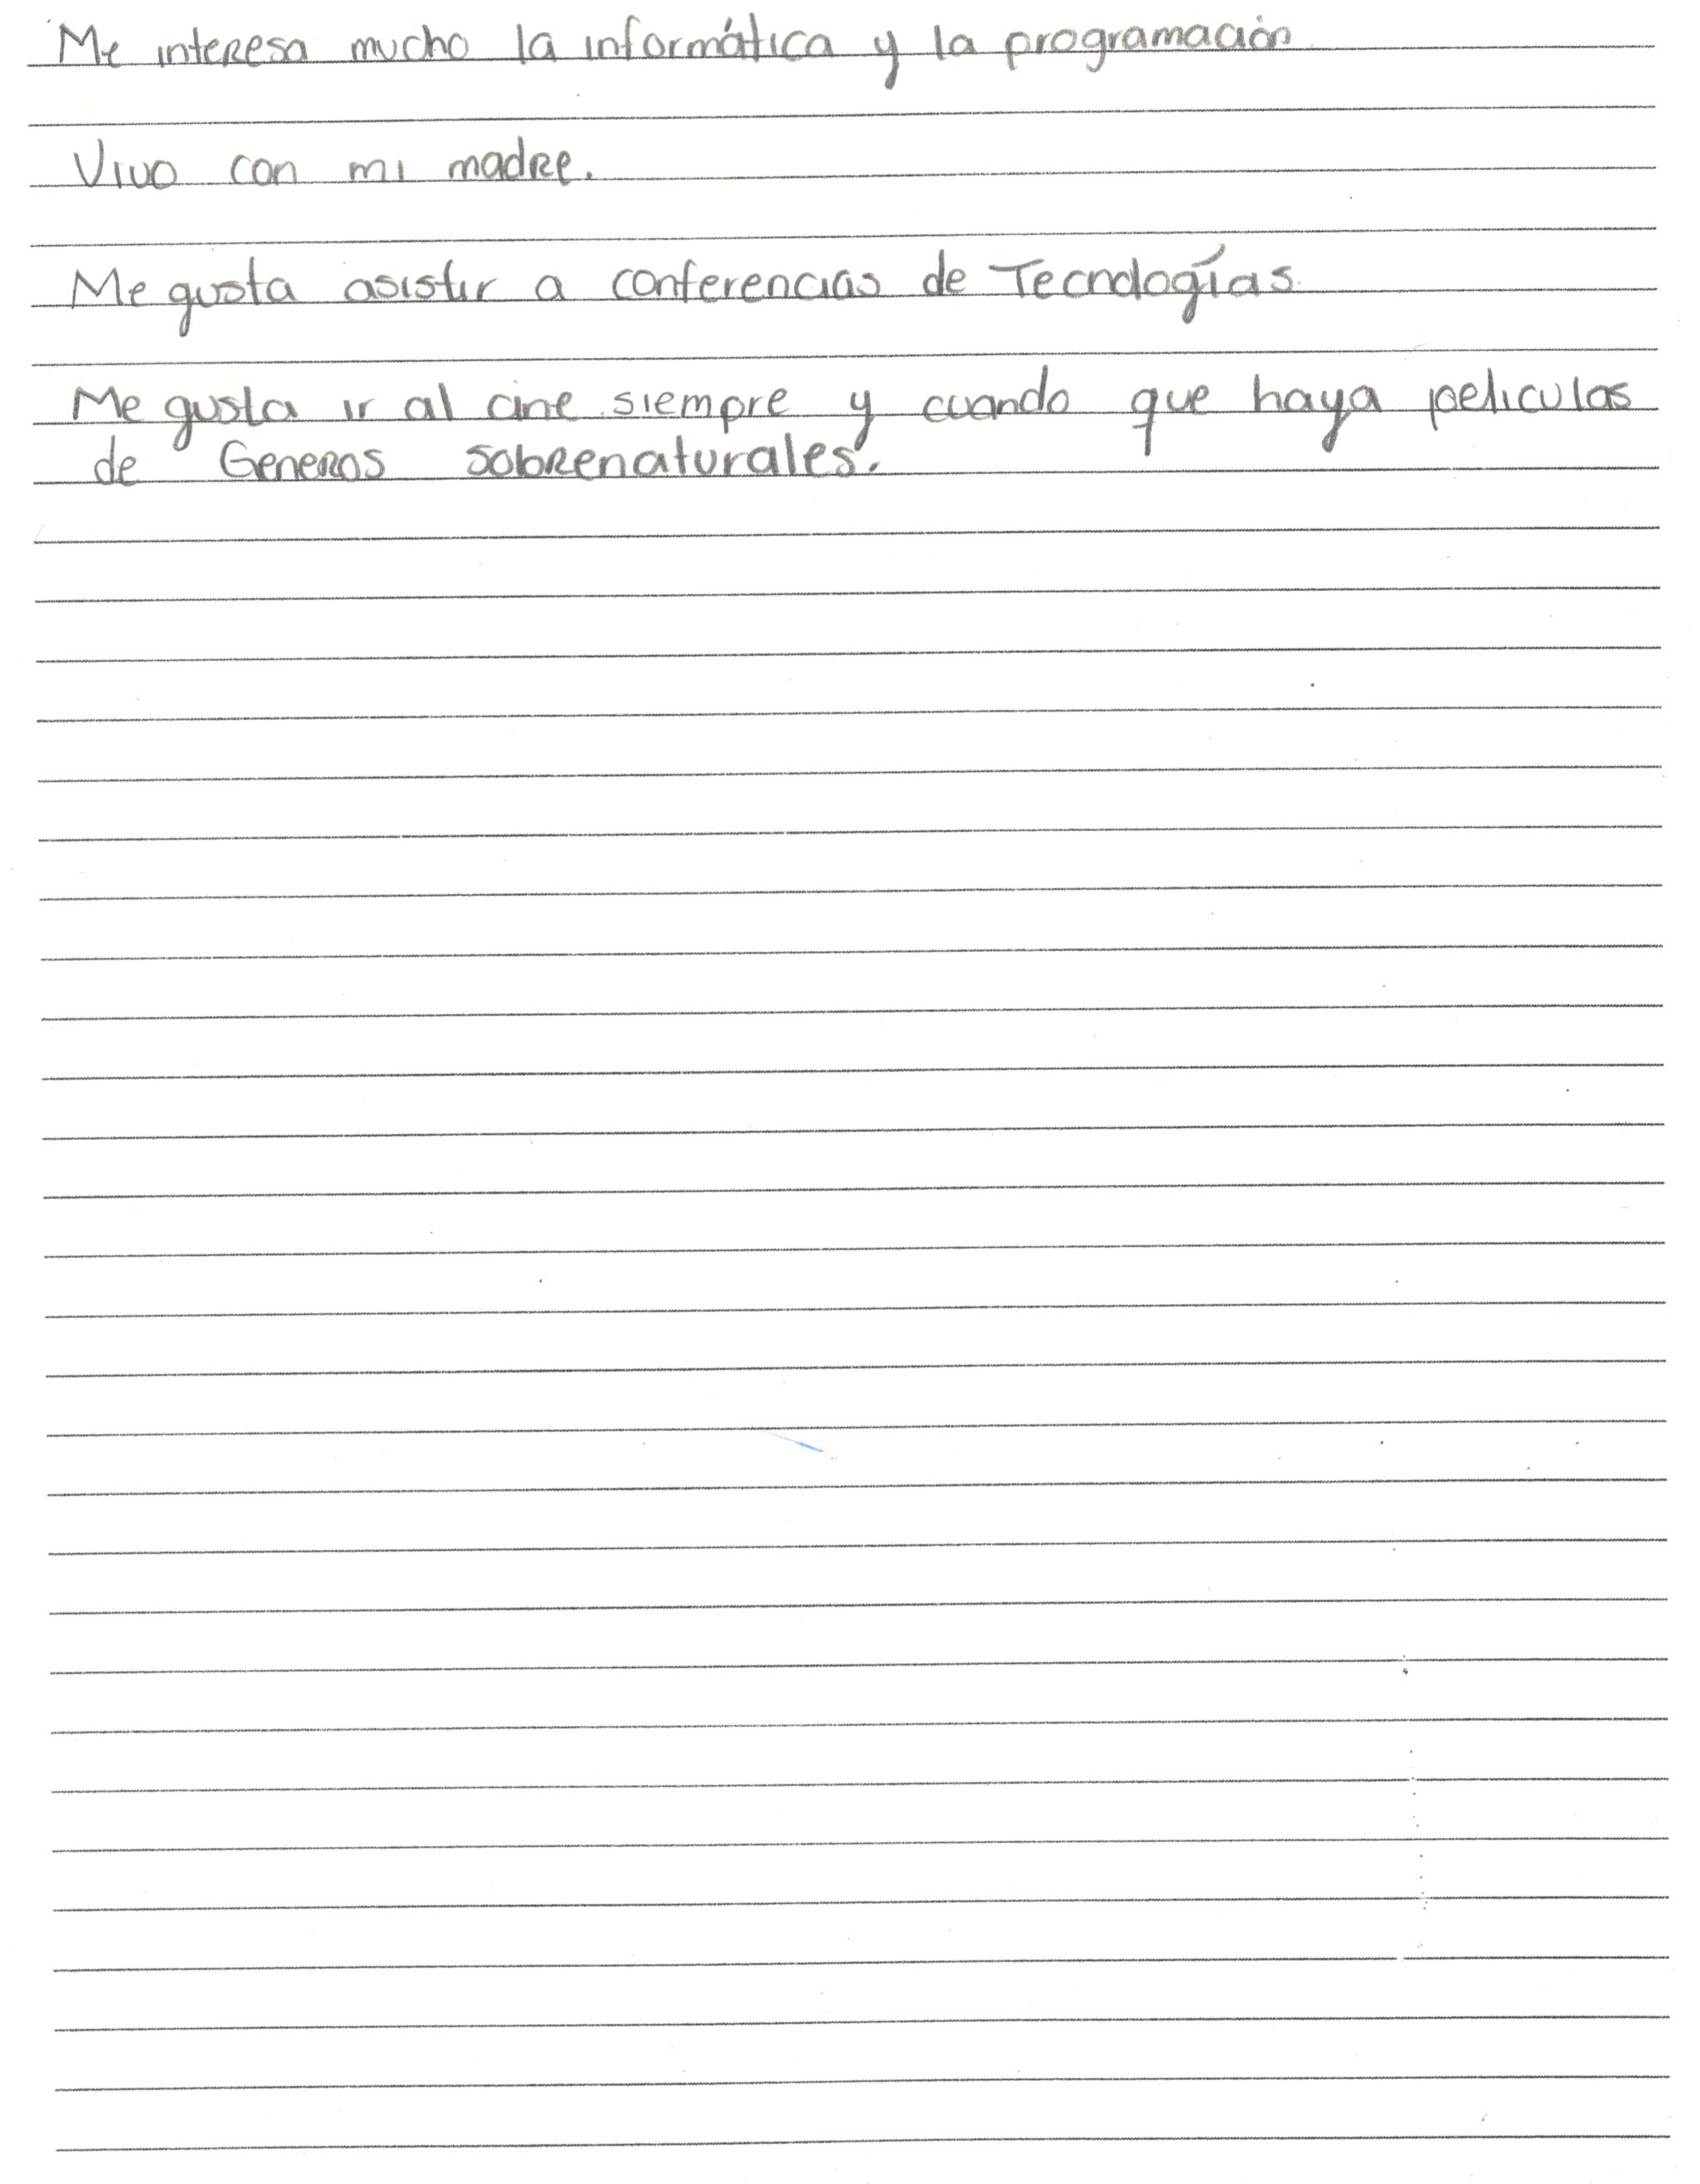 Me interesa mucho la informática y la programación.
Vivo con mi madre.
Me gusta asistir a conferencias de Tecnologías.
Me gusta ir al cine siempre y cuando que haya peliculas
de Generos sobrenaturales.